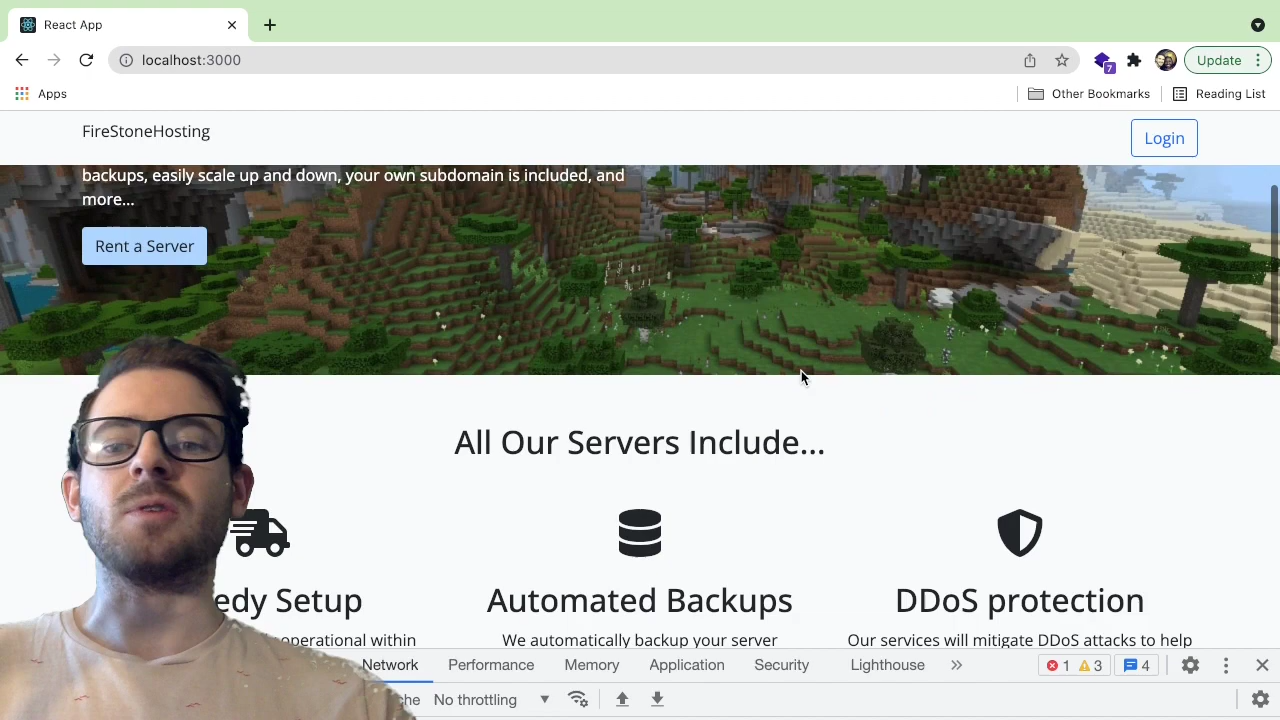 React App
localhost:3000
7
Update
Apps
Other Bookmarks
Reading List
FireStoneHosting
Login
backups, easily scale up and down, your own subdomain is included, and
more...
Rent a Server
All Our Servers Include...
edy Setup
Automated Backups
DDoS protection
operational within
We automatically backup your server
Our services will mitigate DDoS attacks to help
Network Performance Memory Application Security Lighthouse 1 3 4
che No throttling